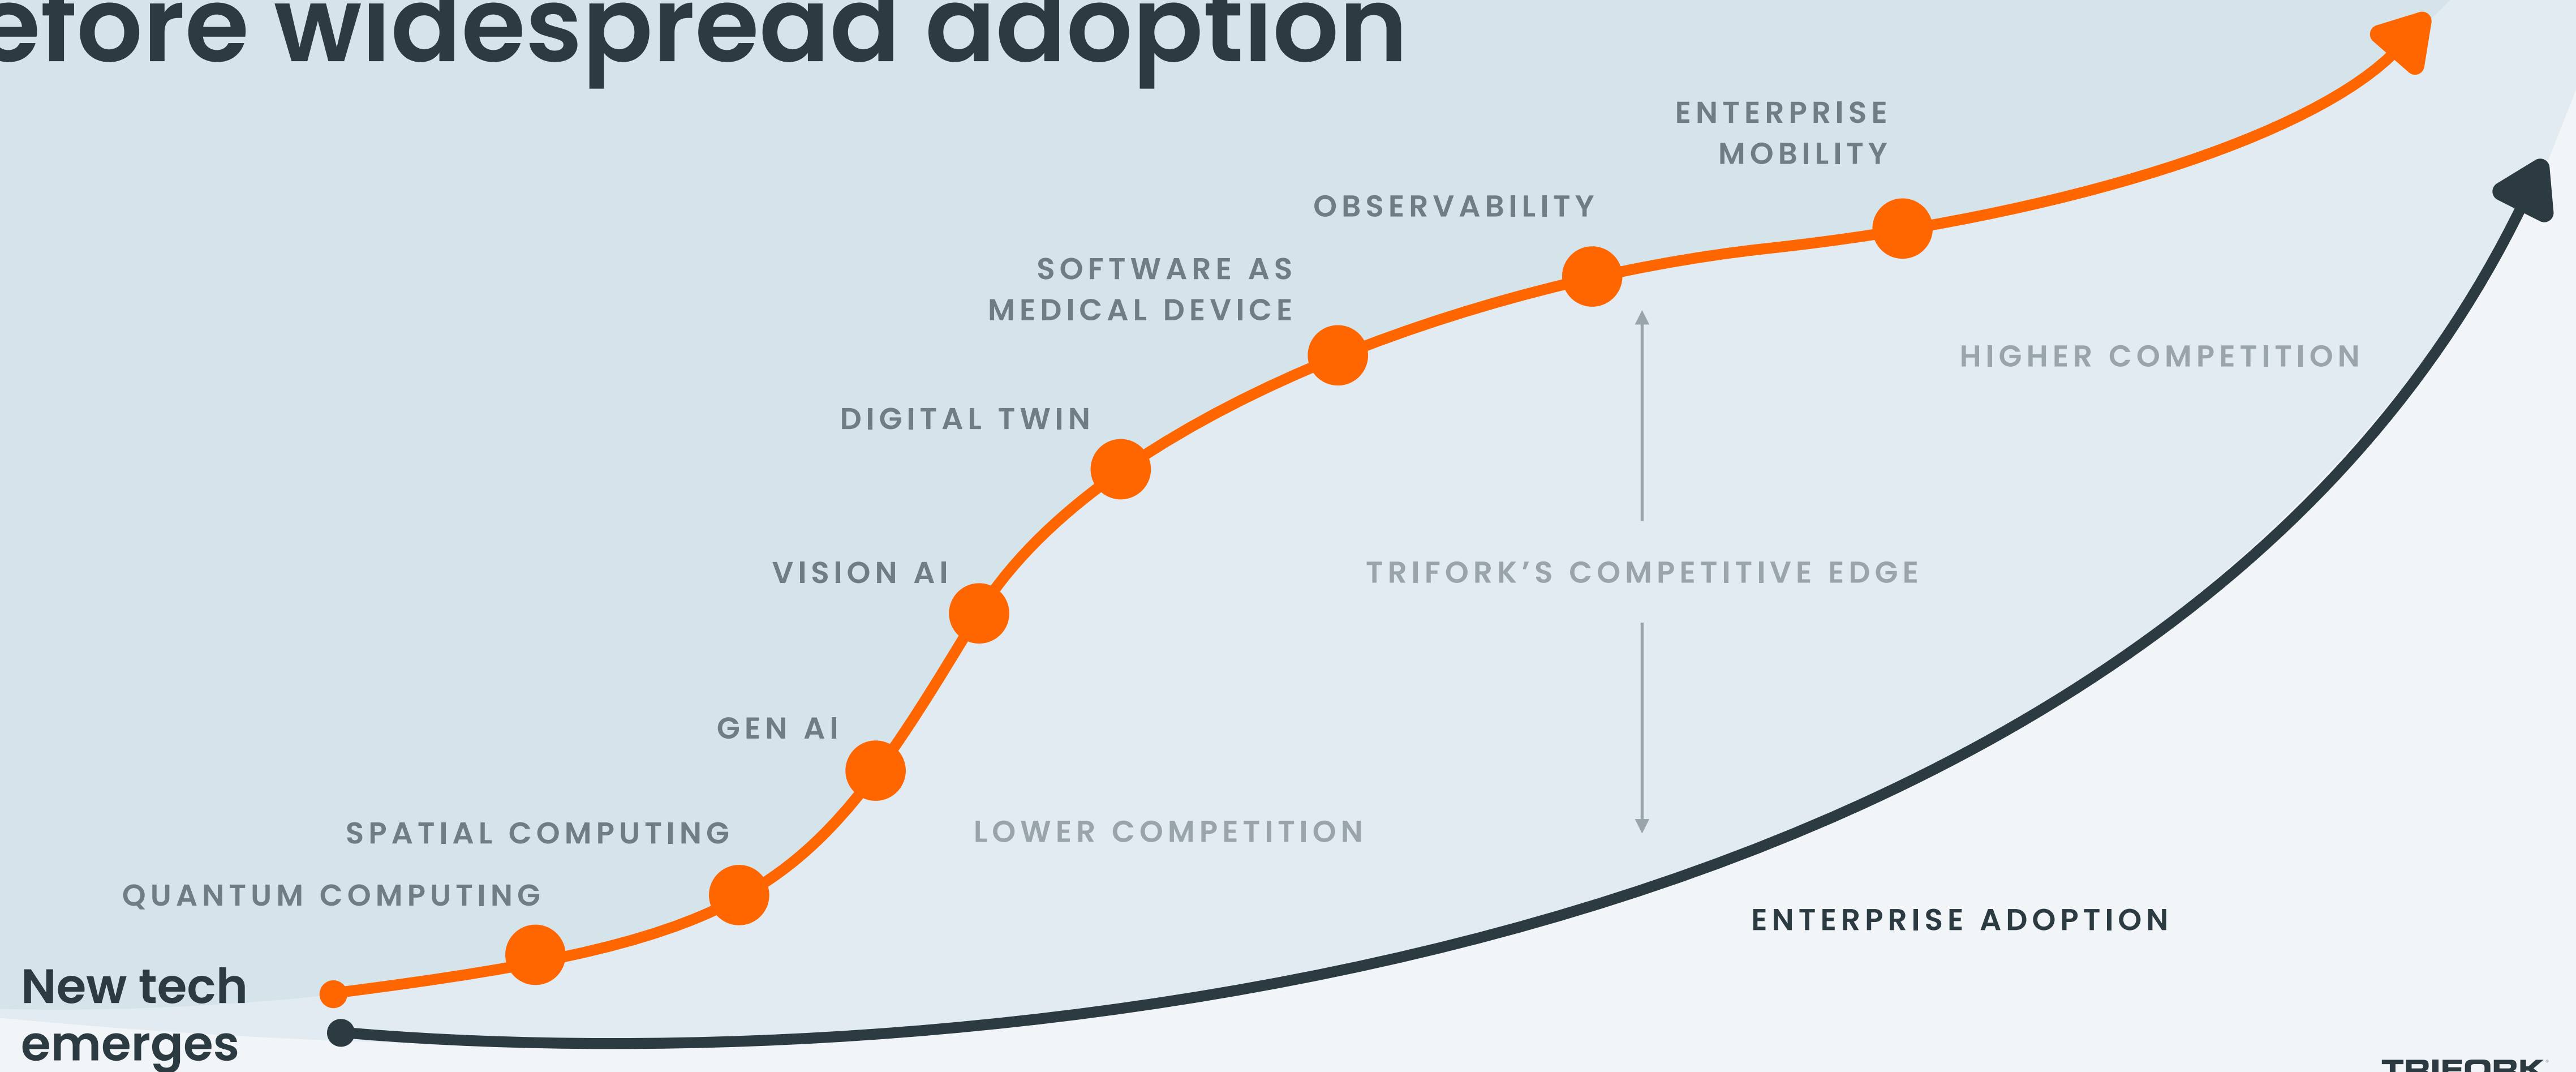 efore widespread adoption
ENTERPRISE
MOBILITY
OBSERVABILITY
SOFTWARE AS
MEDICAL DEVICE
HIGHER COMPETITION
DIGITAL TWIN
VISION AI
TRIFORK’S COMPETITIVE EDGE
GEN AI
SPATIAL COMPUTING
LOWER COMPETITION
QUANTUM COMPUTING
ENTERPRISE ADOPTION
New tech
emerges
TRIFORK